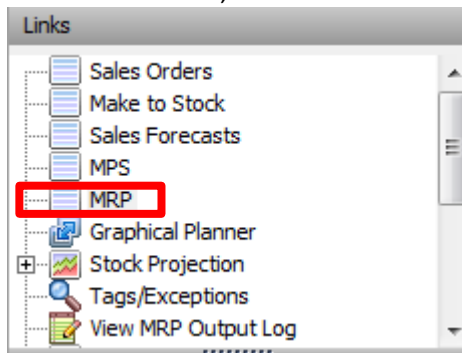 Links
Sales Orders
Make to Stock
Sales Forecasts
MPS
MRP
Graphical Planner
Stock Projection
Tags/Exceptions
View MRP Output Log